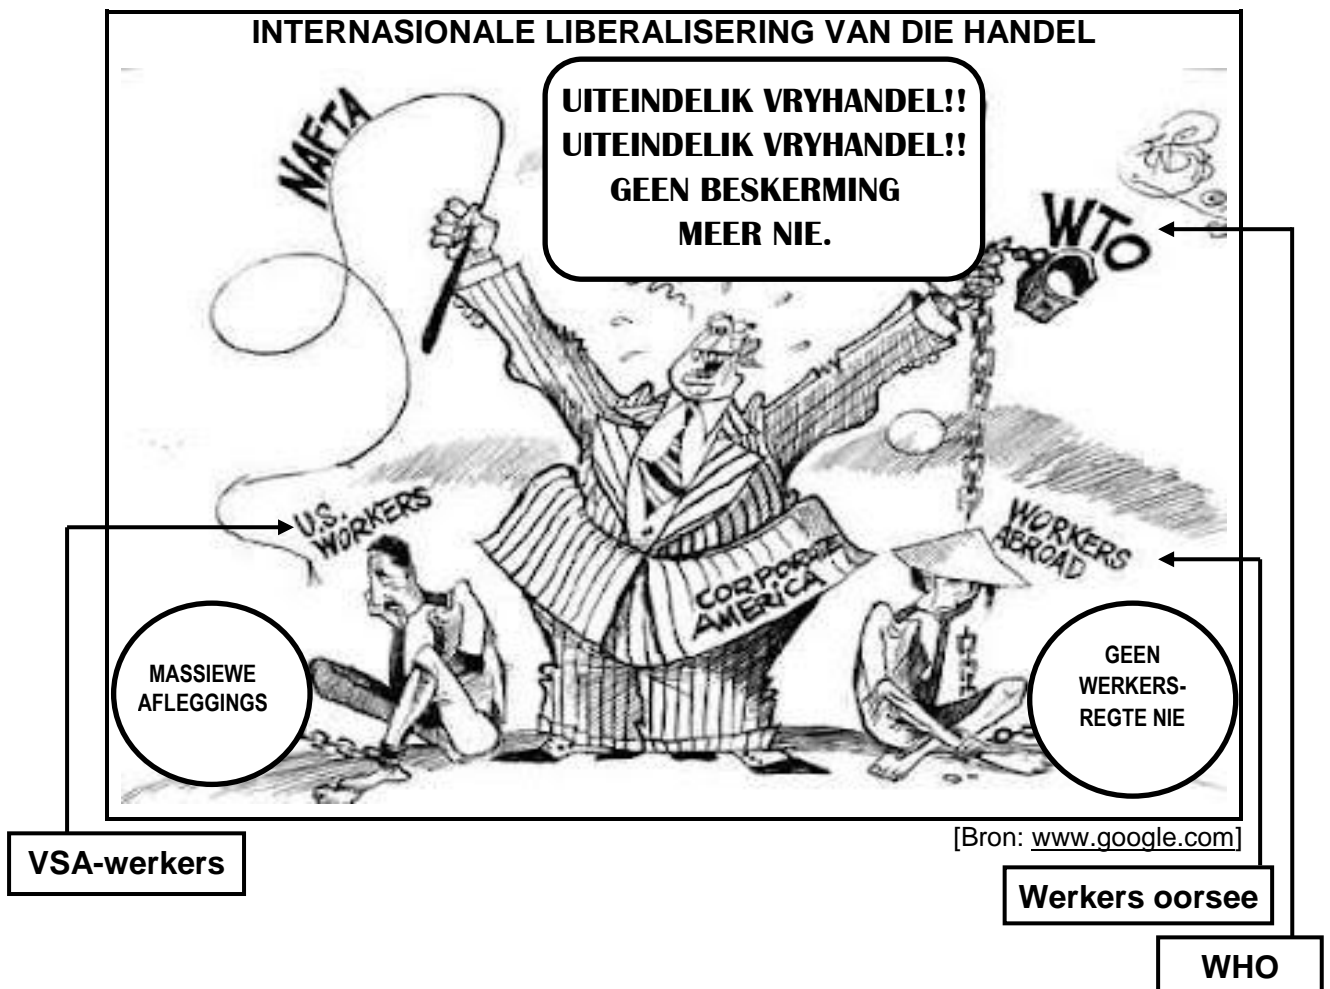 INTERNASIONALE LIBERALISERING VAN DIE HANDEL
NAFTA
UITEINDELIK VRYHANDEL!!
UITEINDELIK VRYHANDEL!!
GEEN BESKERMING
MEER NIE.
WTO
U.S.
WORKERS
CORPORATE
AMERICA
WORKERS
ABROAD
MASSIEWE
AFLEGGINGS
GEEN
WERKERS-
REGTE NIE
[Bron: www.google.com]
VSA-werkers
Werkers oorsee
WHO